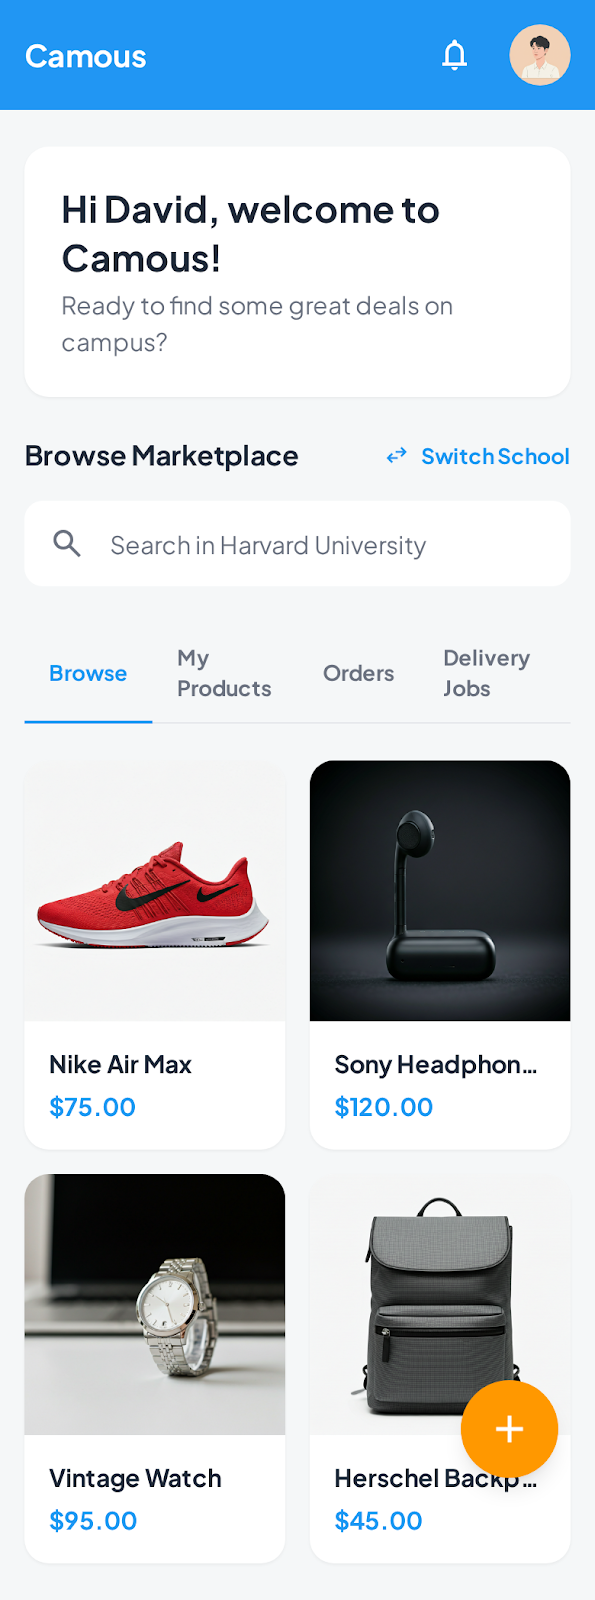 Camous
Hi David, welcome to
Camous!
Ready to find some great deals on
campus?
Browse Marketplace
Switch School
Search in Harvard University
Browse
My
Products
Orders
Delivery
Jobs
Nike Air Max
$75.00
Sony Headphon...
$120.00
Vintage Watch
$95.00
Herschel Backp...
$45.00